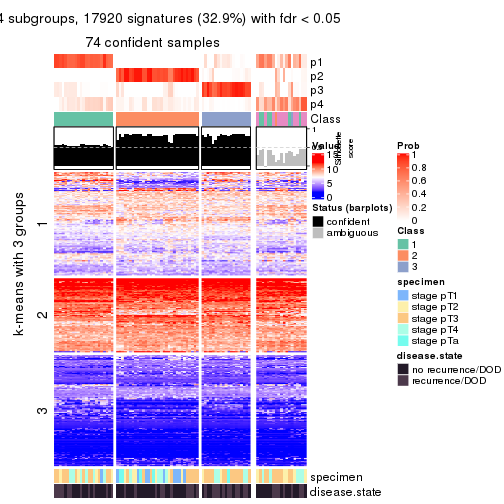 4 subgroups, 17920 signatures (32.9%) with fdr < 0.05
74 confident samples
p1
p2
p3
p4
Class
1
Silhouette
score
k-means with 3 groups
1
2
3
specimen
disease.state
Value
15
10
5
0
Status (barplots)
confident
ambiguous
Prob
1
0.8
0.6
0.4
0.2
0
Class
1
2
3
specimen
stage pT1
stage pT2
stage pT3
stage pT4
stage pTa
disease.state
no recurrence/DOD
recurrence/DOD